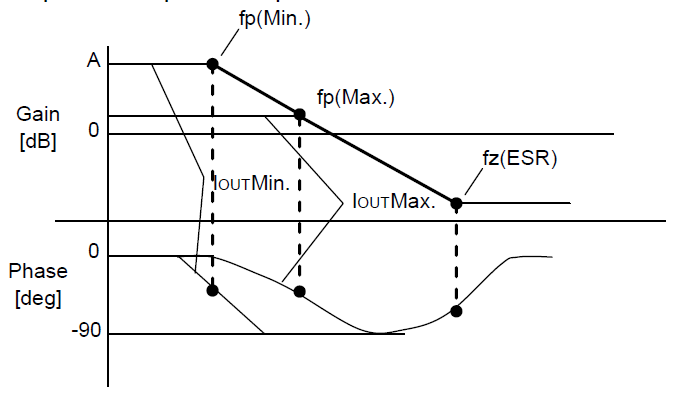 fp(Min.)
A
fp(Max.)
Gain
[dB]
0
fz(ESR)
IOUTMin.
IOUTMax.
0
Phase
[deg]
-90